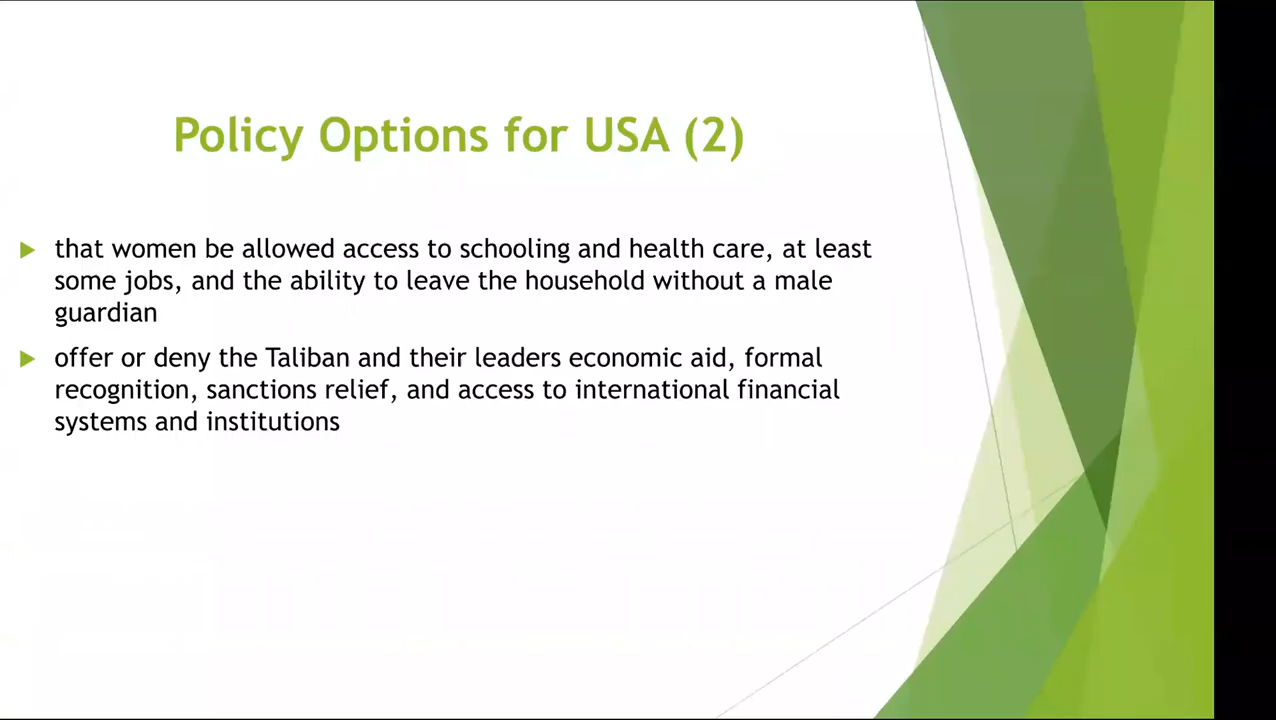 Policy Options for USA (2)
that women be allowed access to schooling and health care, at least
some jobs, and the ability to leave the household without a male
guardian
offer or deny the Taliban and their leaders economic aid, formal
recognition, sanctions relief, and access to international financial
systems and institutions